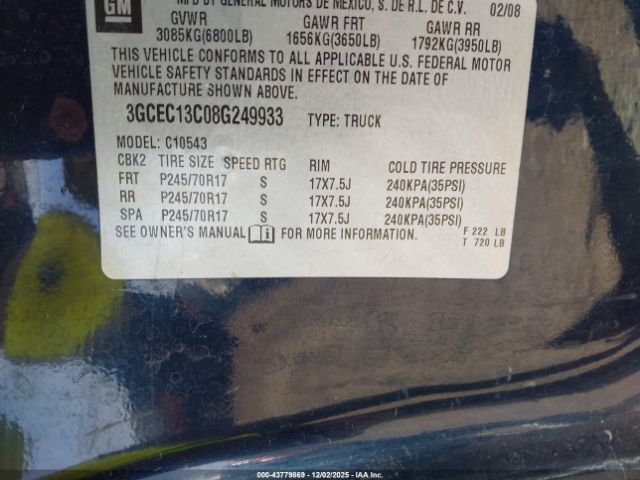 GM
MFD BY GENERAL MOTORS DE MEXICO, S. DE R.L. DE C.V. 02/08
GVWR GAWR FRT GAWR RR
3085KG(6800LB) 1656KG(3650LB) 1792KG(3950LB)
THIS VEHICLE CONFORMS TO ALL APPLICABLE U.S. FEDERAL MOTOR
VEHICLE SAFETY STANDARDS IN EFFECT ON THE DATE OF
MANUFACTURE SHOWN ABOVE.
3GCEC13C08G249933 TYPE: TRUCK
MODEL: C10543
CBK2 TIRE SIZE SPEED RTG RIM COLD TIRE PRESSURE
FRT P245/70R17 S 17X7.5J 240KPA(35PSI)
RR P245/70R17 S 17X7.5J 240KPA(35PSI)
SPA P245/70R17 S 17X7.5J 240KPA(35PSI)
SEE OWNER'S MANUAL i FOR MORE INFORMATION. F 222 LB
T 720 LB
000-43779869 12/02/2025 IAAI.COM